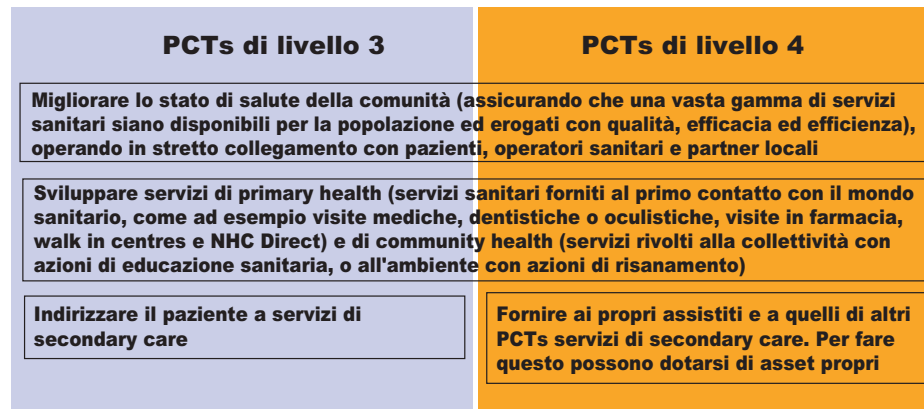 PCTs di livello 3
PCTs di livello 4
Migliorare lo stato di salute della comunità (assicurando che una vasta gamma di servizi
sanitari siano disponibili per la popolazione ed erogati con qualità, efficacia ed efficienza),
operando in stretto collegamento con pazienti, operatori sanitari e partner locali
Sviluppare servizi di primary health (servizi sanitari forniti al primo contatto con il mondo
sanitario, come ad esempio visite mediche, dentistiche o oculistiche, visite in farmacia,
walk in centres e NHC Direct) e di community health (servizi rivolti alla collettività con
azioni di educazione sanitaria, o all'ambiente con azioni di risanamento)
Indirizzare il paziente a servizi di
secondary care
Fornire ai propri assistiti e a quelli di altri
PCTs servizi di secondary care. Per fare
questo possono dotarsi di asset propri